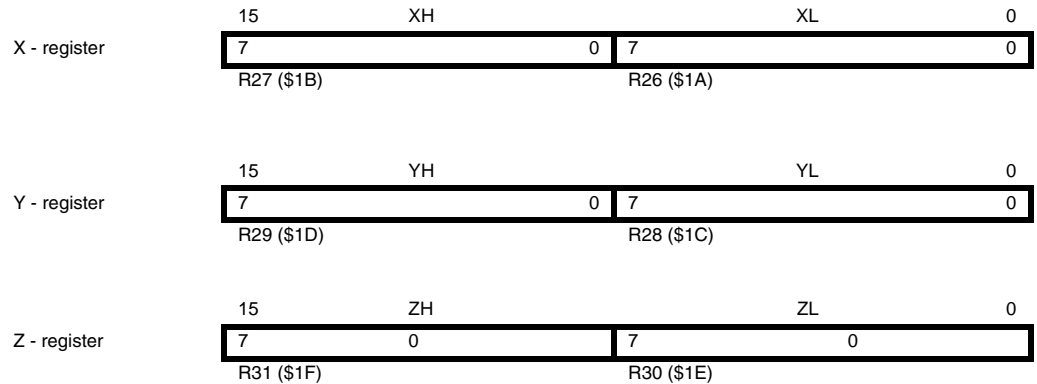 15 XH XL 0
X - register 7 0 7 0
R27 ($1B) R26 ($1A)
15 YH YL 0
Y - register 7 0 7 0
R29 ($1D) R28 ($1C)
15 ZH ZL 0
Z - register 7 0 7 0
R31 ($1F) R30 ($1E)